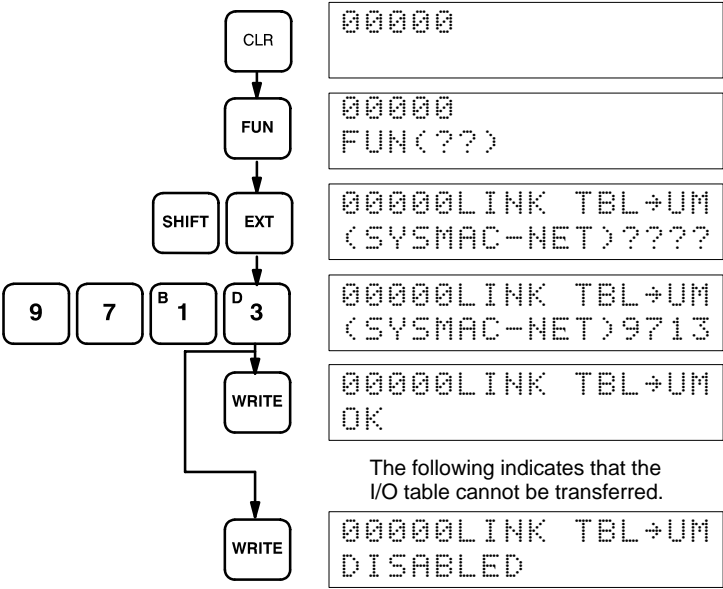 CLR
00000
FUN
00000
FUN(??)
SHIFT EXT
00000LINK TBL→UM
(SYSMAC-NET)????
9 7 B 1 D 3
00000LINK TBL→UM
(SYSMAC-NET)9713
WRITE
00000LINK TBL→UM
OK
The following indicates that the
I/O table cannot be transferred.
WRITE
00000LINK TBL→UM
DISABLED